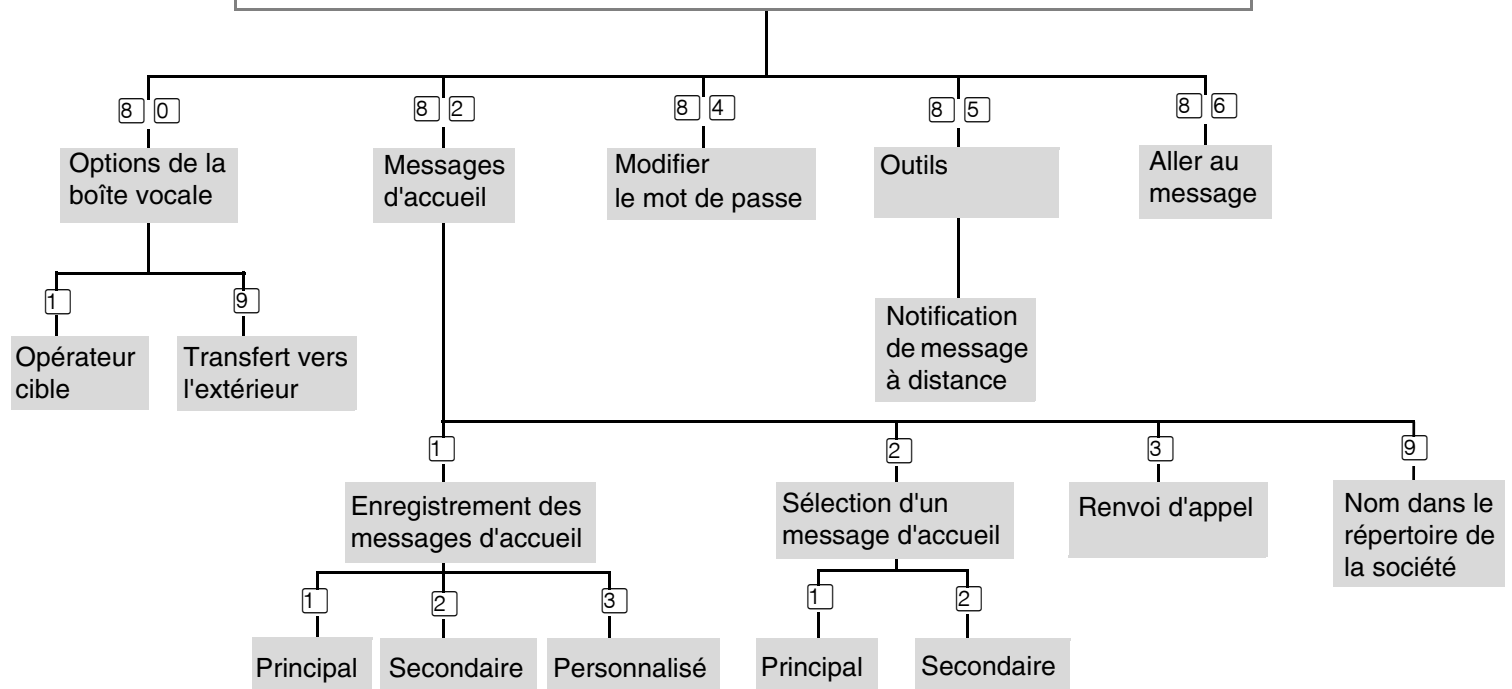 8 0
8 2
8 4
8 5
8 6
Options de la
boîte vocale
Messages
d'accueil
Modifier
le mot de passe
Outils
Aller au
message
1
9
Opérateur
cible
Transfert vers
l'extérieur
Notification
de message
à distance
1
2
3
9
Enregistrement des
messages d'accueil
Sélection d'un
message d'accueil
Renvoi d'appel
Nom dans le
répertoire de
la société
1
2
3
1
2
Principal
Secondaire
Personnalisé
Principal
Secondaire